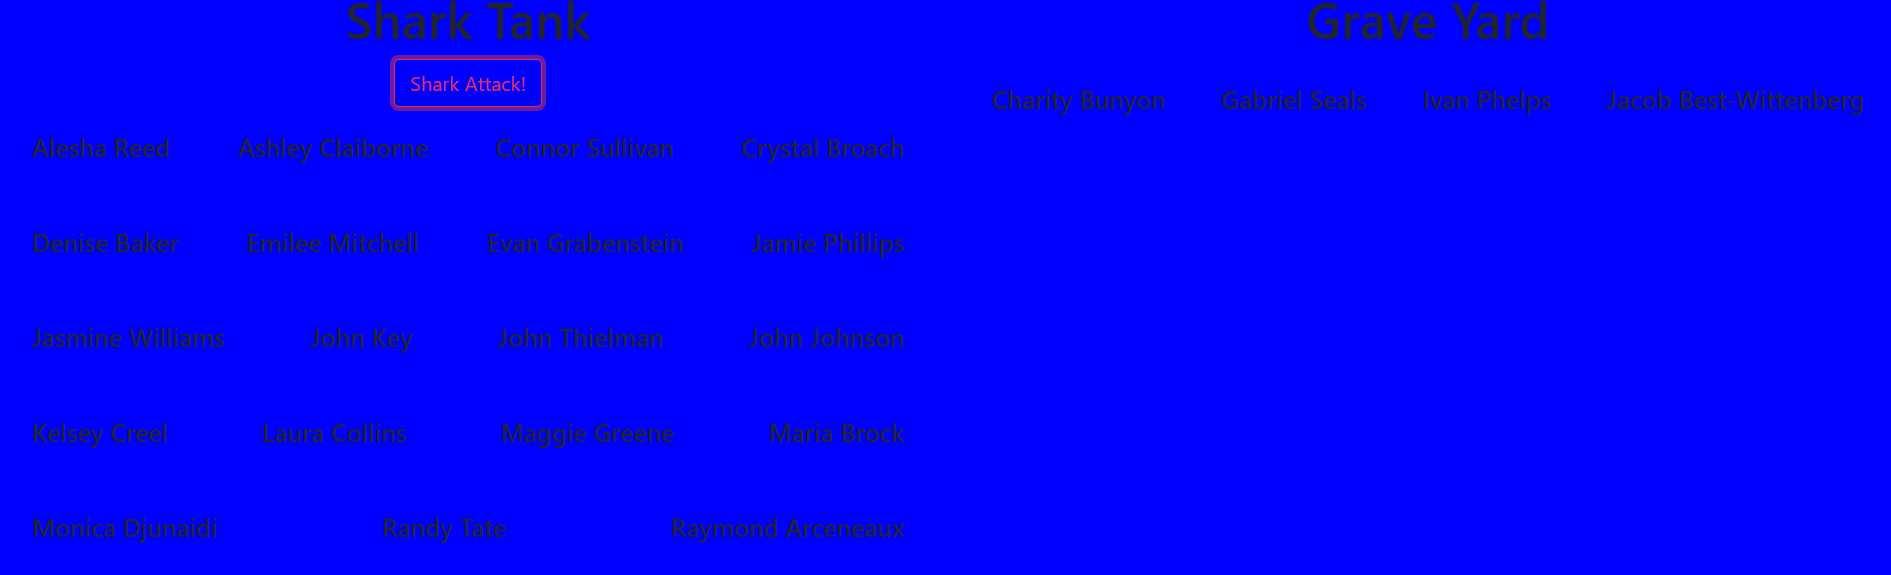 Shark Tank
Shark Attack!
Alesha Reed Ashley Claiborne Connor Sullivan Crystal Broach
Denise Baker Emilee Mitchell Evan Grabenstein Jamie Phillips
Jasmine Williams John Key John Thielman John Johnson
Kelsey Creel Laura Collins Maggie Greene Maria Brock
Monica Djunaidi Randy Tate Raymond Arceneaux
Grave Yard
Charity Bunyon Gabriel Seals Ivan Phelps Jacob Best-Wittenberg